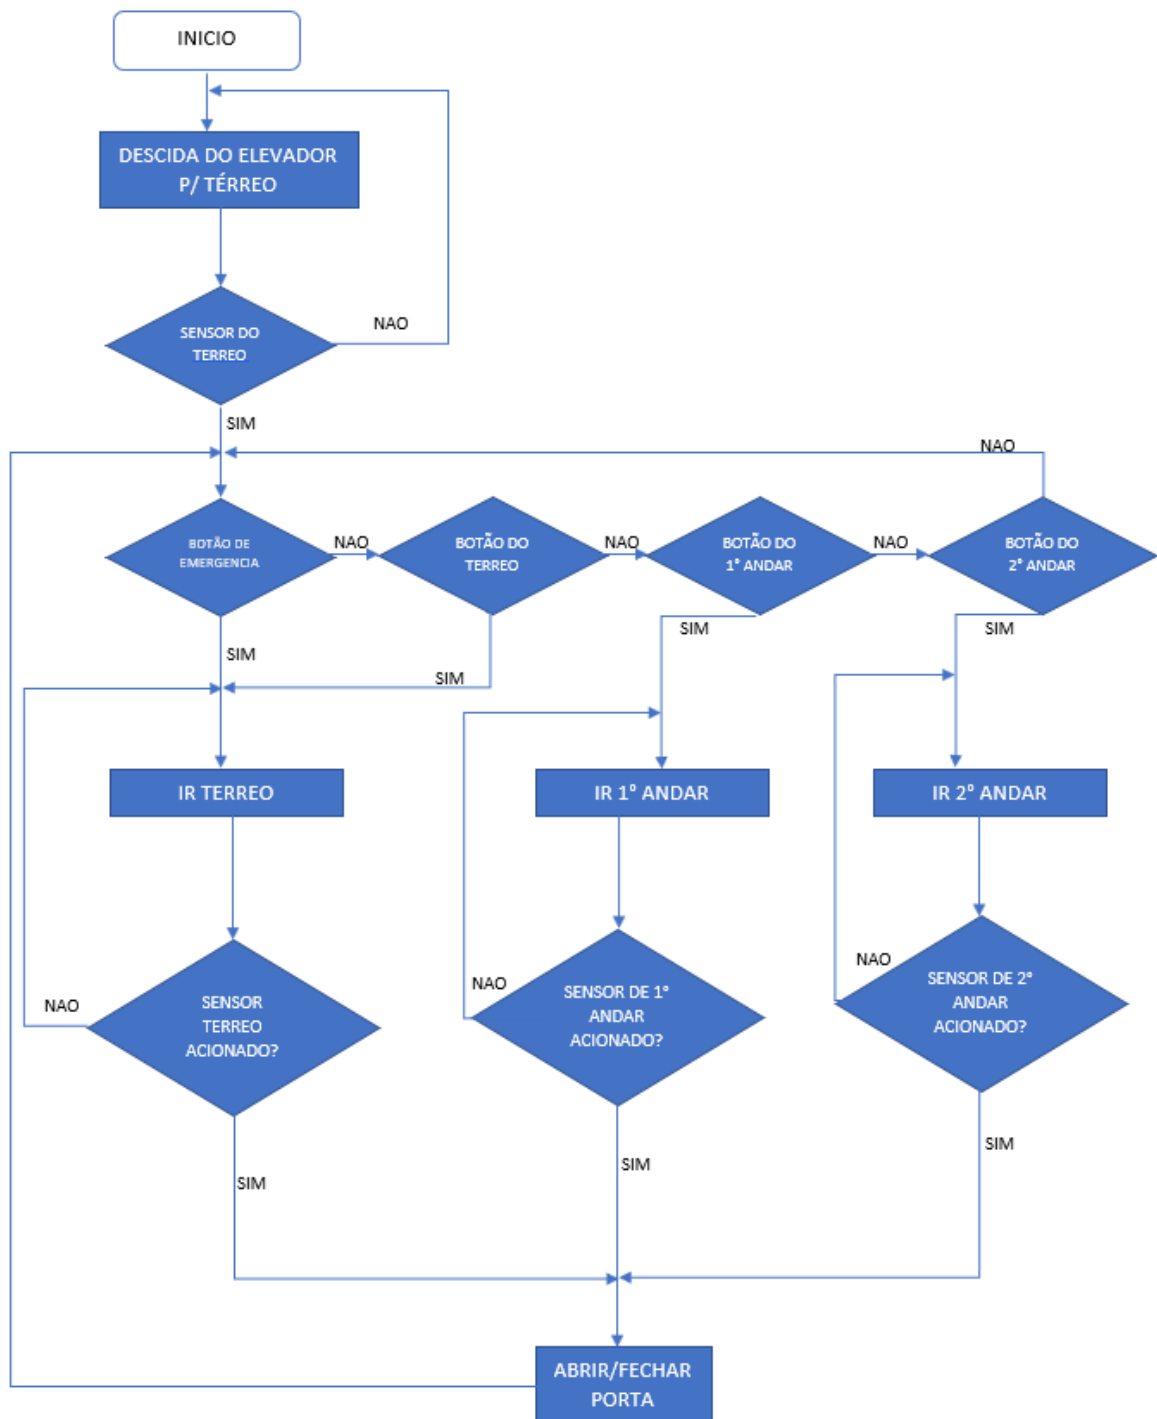 INICIO
DESCIDA DO ELEVADOR
P/ TÉRREO
SENSOR DO
TERREO
NAO
SIM
NAO
BOTÃO DE
EMERGENCIA
NAO
BOTÃO DO
TERREO
NAO
BOTÃO DO
1° ANDAR
NAO
BOTÃO DO
2° ANDAR
SIM
SIM
SIM
SIM
IR TERREO
IR 1° ANDAR
IR 2° ANDAR
NAO
SENSOR
TERREO
ACIONADO?
NAO
SENSOR DE 1°
ANDAR
ACIONADO?
NAO
SENSOR DE 2°
ANDAR
ACIONADO?
SIM
SIM
SIM
ABRIR/FECHAR
PORTA